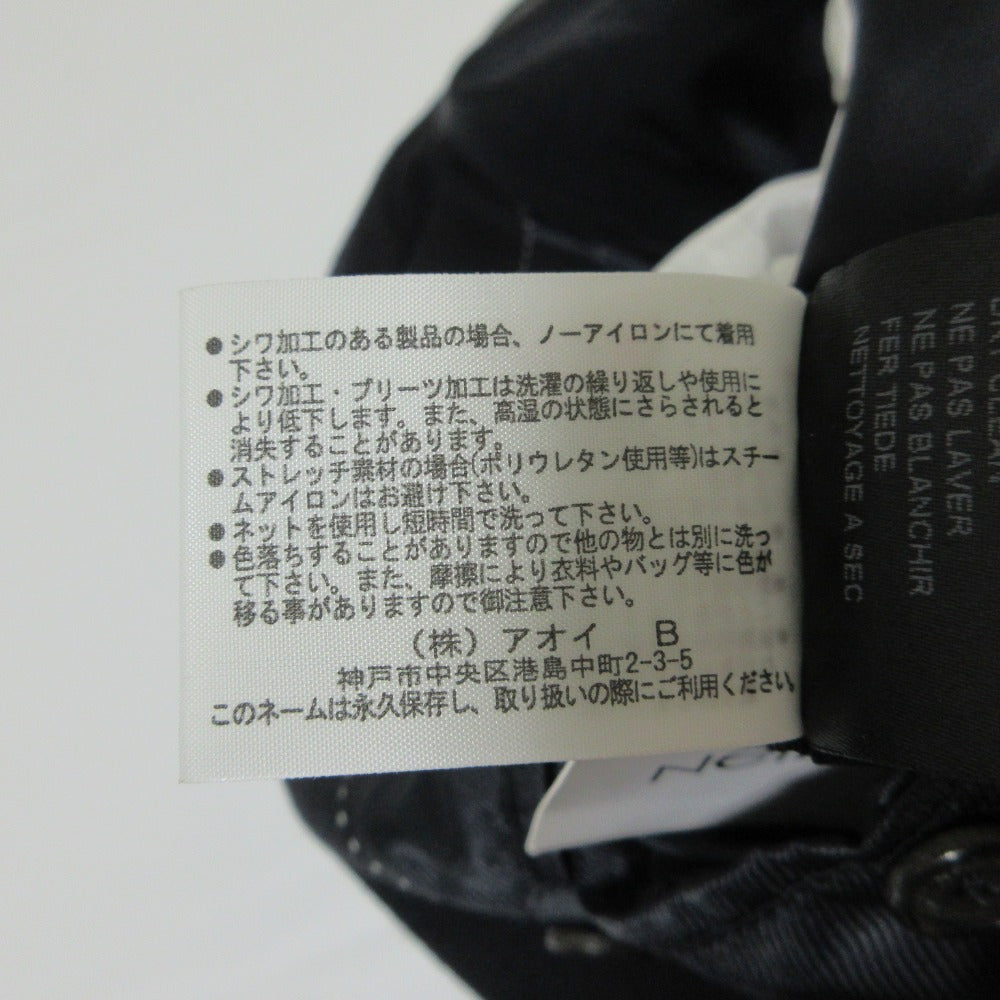 ●シワ加工のある製品の場合、ノーアイロンにて着用
下さい。
●シワ加工・プリーツ加工は洗濯の繰り返しや使用に
より低下します。また、高湿の状態にさらされると
消失することがあります。
●ストレッチ素材の場合(ポリウレタン使用等)はスチー
ムアイロンはお避け下さい。
●ネットを使用し短時間で洗って下さい。
●色落ちすることがありますので他の物とは別に洗っ
て下さい。また、摩擦により衣料やバッグ等に色が
移る事がありますので御注意下さい。
(株) アオイ B
神戸市中央区港島中町2-3-5
このネームは永久保存し、取り扱いの際にご利用ください。
NE PAS LAVER
NE PAS BLANCHIR
FER TIEDE
NETTOYAGE A SEC